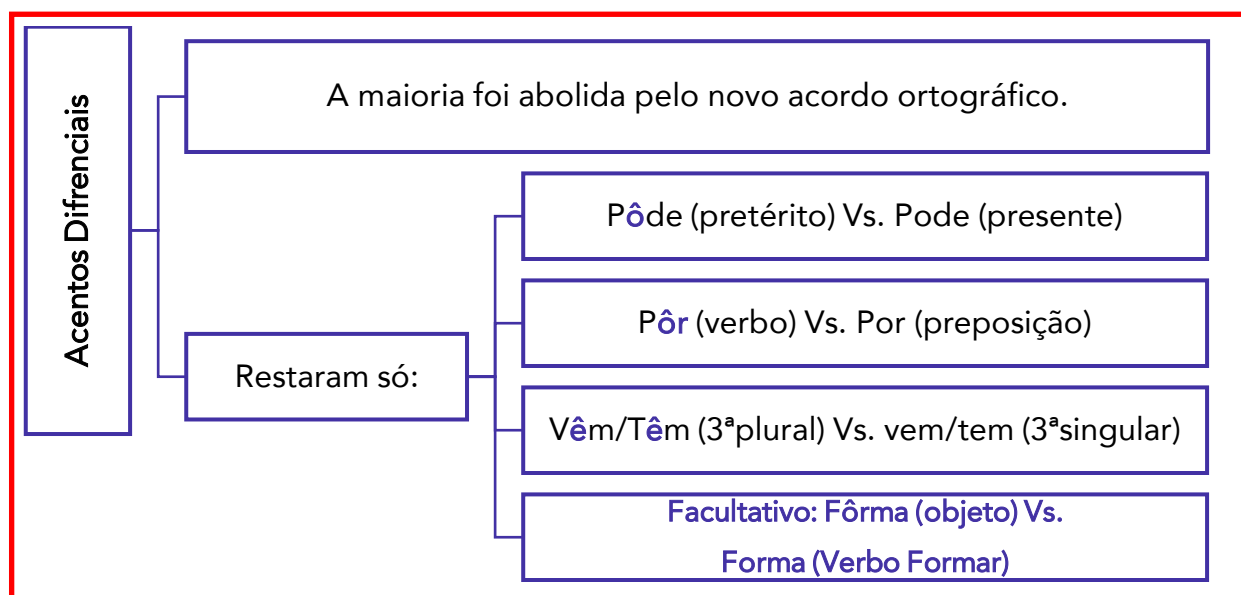 Acentos Difrenciais
A maioria foi abolida pelo novo acordo ortográfico.
Restaram só:
Pôde (pretérito) Vs. Pode (presente)
Pôr (verbo) Vs. Por (preposição)
Vêm/Têm (3ªplural) Vs. vem/tem (3ªsingular)
Facultativo: Fôrma (objeto) Vs.
Forma (Verbo Formar)